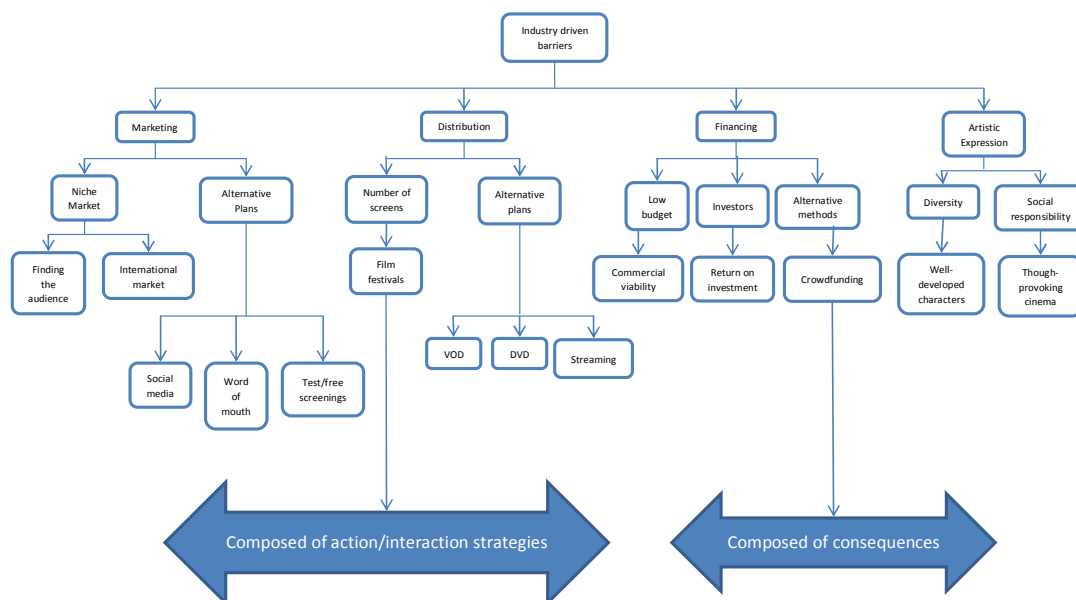 Industry driven
barriers
Marketing
Distribution
Financing
Artistic
Expression
Niche
Market
Alternative
Plans
Number of
screens
Alternative
plans
Low
budget
Investors
Alternative
methods
Diversity
Social
responsibility
Finding
the
audience
International
market
Film
festivals
Commercial
viability
Return on
investment
Crowdfunding
Well-
developed
characters
Though-
provoking
cinema
Social
media
Word
of
mouth
Test/free
screenings
VOD
DVD
Streaming
Composed of action/interaction strategies
Composed of consequences